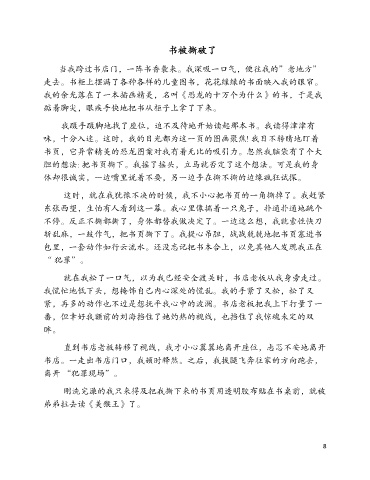 书被撕破了
当我跨过书店门，一阵书香袭来。我深吸一口气，便往我的”老地方”
走去。书柜上摆满了各种各样的儿童图书，花花绿绿的书面映入我的眼帘。
我的余光落在了一本插画精美，名叫《恐龙的十万个为什么》的书，于是我
踮着脚尖，眼疾手快地把书从柜子上拿了下来。
我蹑手蹑脚地找了座位，迫不及待地开始读起那本书。我读得津津有
味，十分入迷。这时，我的目光都为这一页的图画聚焦! 我目不转睛地盯着
书页，它异常精美的恐龙图案对我有着无比的吸引力。忽然我脑袋有了个大
胆的想法: 把书页撕下。我摇了摇头，立马就否定了这个想法。可是我的身
体却很诚实，一边嘴里说着不要，另一边手在撕不撕的边缘疯狂试探。
这时，就在我犹豫不决的时候，我不小心把书页的一角撕掉了。我赶紧
东张西望，生怕有人看到这一幕。我心里像揣着一只兔子，扑通扑通地跳个
不停。反正不撕都撕了，身体都替我做决定了。一边这么想，我就索性快刀
斩乱麻，一鼓作气，把书页撕下了。我提心吊胆，战战兢兢地把书页塞进书
包里，一套动作如行云流水。还没忘记把书本合上，以免其他人发现我正在
“ 犯罪”。
就在我松了一口气，以为我已经安全渡关时，书店老板从我身旁走过。
我慌忙地低下去，想掩饰自己内心深处的慌乱。我的手紧了又松，松了又
紧，再多的动作也不过是想抚平我心中的波澜。书店老板把我上下打量了一
番，但幸好我额前的刘海挡住了她灼热的视线，也挡住了我惊魂未定的双
眸。
直到书店老板转移了视线，我才小心翼翼地离开座位，忐忑不安地离开
书店。一走出书店门口，我顿时释然。之后，我拔腿飞奔往家的方向跑去，
离开 “犯罪现场”。
刚洗完澡的我只来得及把我撕下来的书页用透明胶布贴在书桌前，就被
弟弟拉去读《美猴王》了。
8